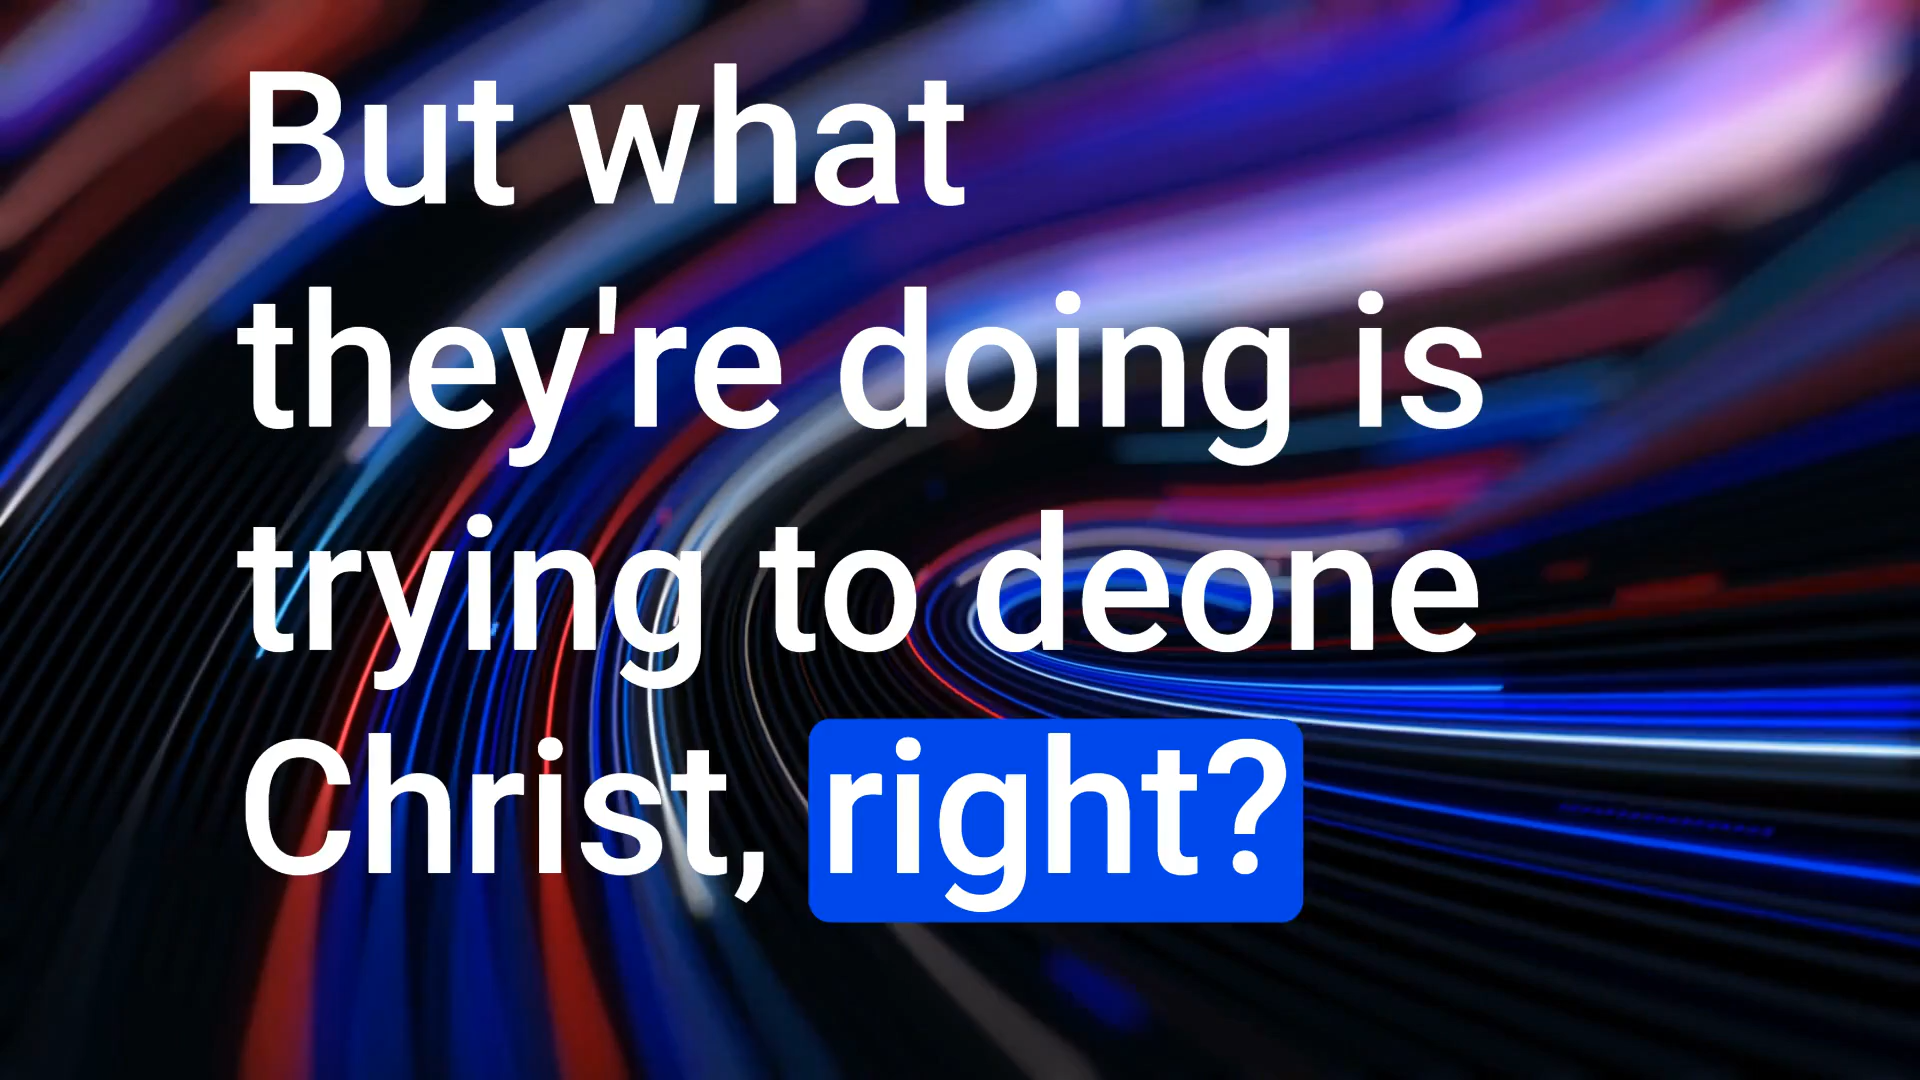 But what
they're doing is
trying to deone
Christ, right?